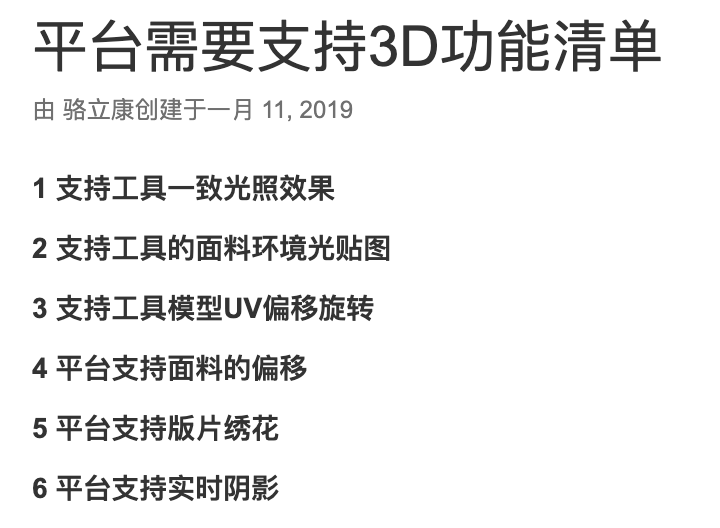 平台需要支持3D功能清单
由 骆立康创建于一月 11, 2019
1 支持工具一致光照效果
2 支持工具的面料环境光贴图
3 支持工具模型UV偏移旋转
4 平台支持面料的偏移
5 平台支持版片绣花
6 平台支持实时阴影